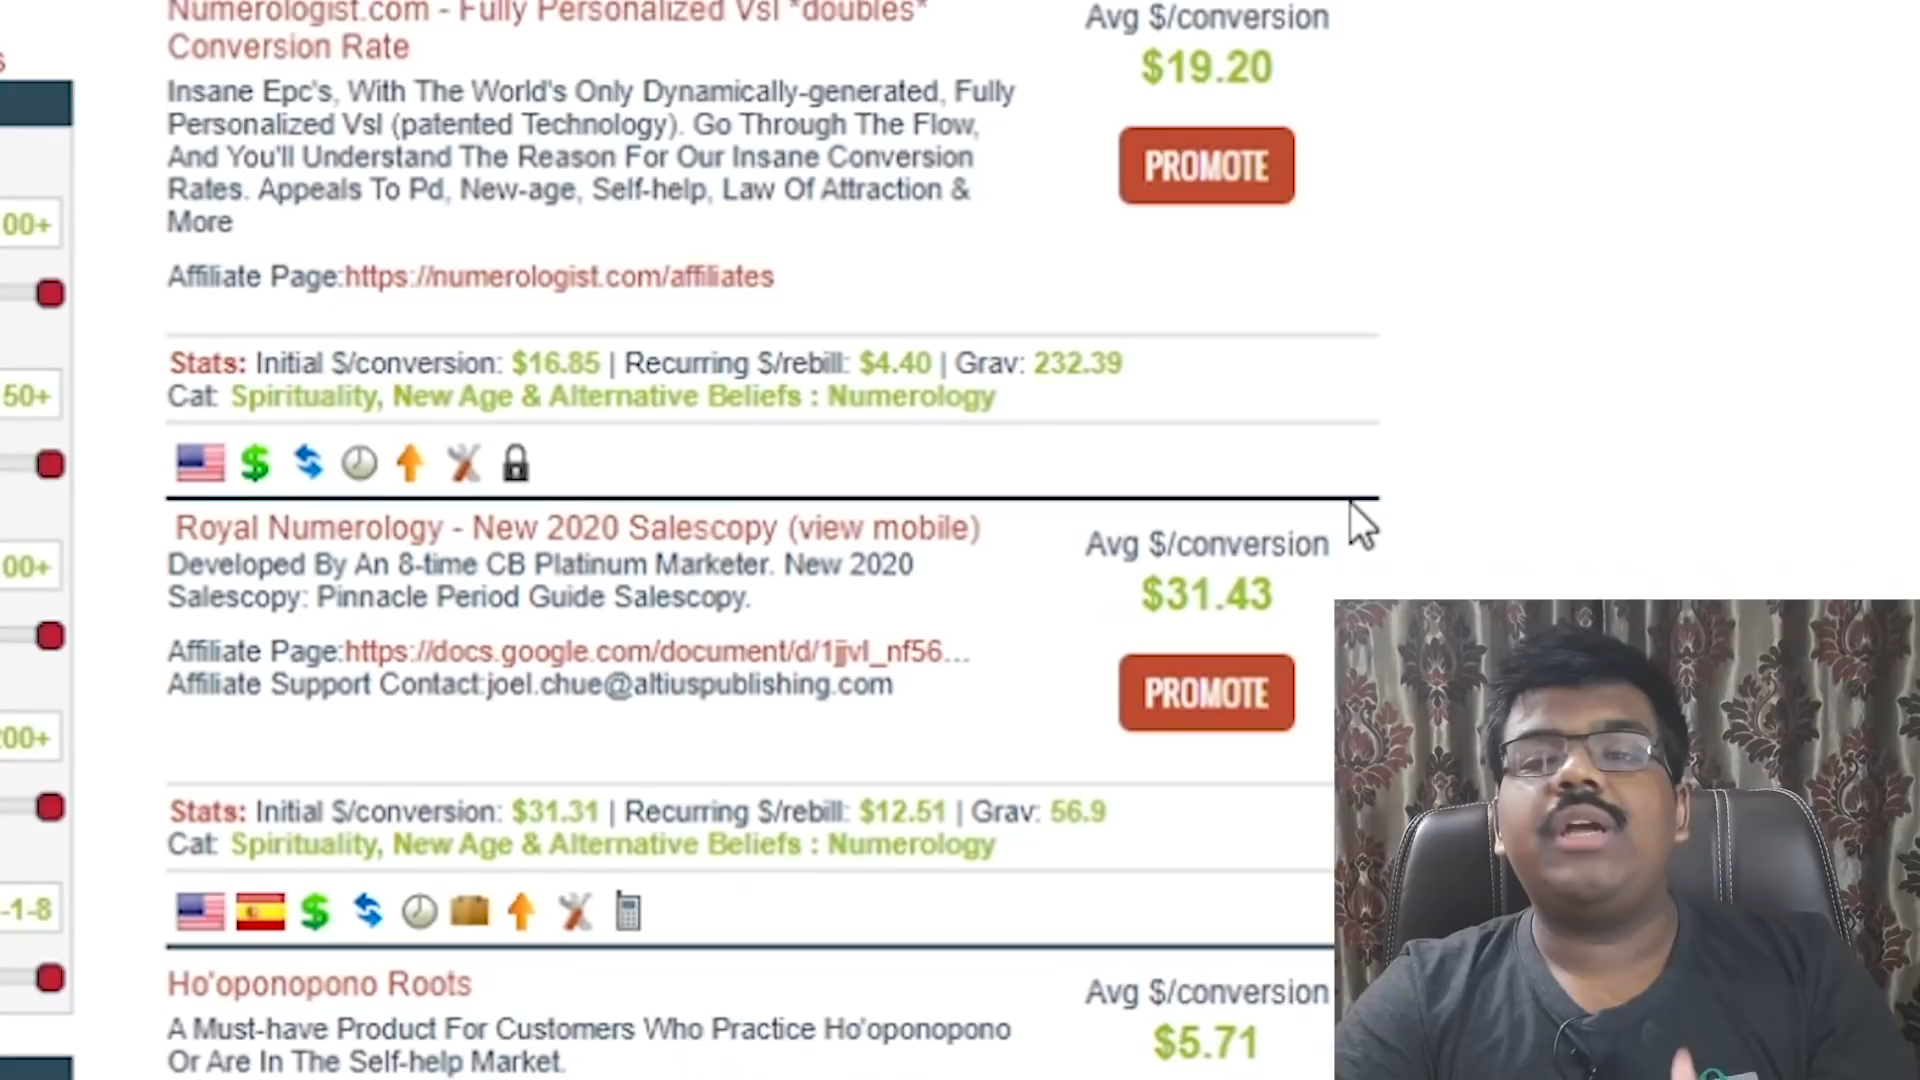 Numerologist.com - Fully Personalized Vsl *doubles*
Conversion Rate
Avg $/conversion
$19.20
Insane Epc's, With The World's Only Dynamically-generated, Fully
Personalized Vsl (patented Technology). Go Through The Flow,
And You'll Understand The Reason For Our Insane Conversion
Rates. Appeals To Pd, New-age, Self-help, Law Of Attraction &
More
PROMOTE
Affiliate Page:https://numerologist.com/affiliates
Stats: Initial $/conversion: $16.85 | Recurring $/rebill: $4.40 | Grav: 232.39
Cat: Spirituality, New Age & Alternative Beliefs : Numerology
Royal Numerology - New 2020 Salescopy (view mobile)
Avg $/conversion
$31.43
Developed By An 8-time CB Platinum Marketer. New 2020
Salescopy: Pinnacle Period Guide Salescopy.
Affiliate Page:https://docs.google.com/document/d/1jjvl_nf56...
Affiliate Support Contact:joel.chue@altiuspublishing.com
PROMOTE
Stats: Initial $/conversion: $31.31 | Recurring $/rebill: $12.51 | Grav: 56.9
Cat: Spirituality, New Age & Alternative Beliefs : Numerology
Ho'oponopono Roots
Avg $/conversion
$5.71
A Must-have Product For Customers Who Practice Ho'oponopono
Or Are In The Self-help Market.
00+
50+
00+
00+
-1-8